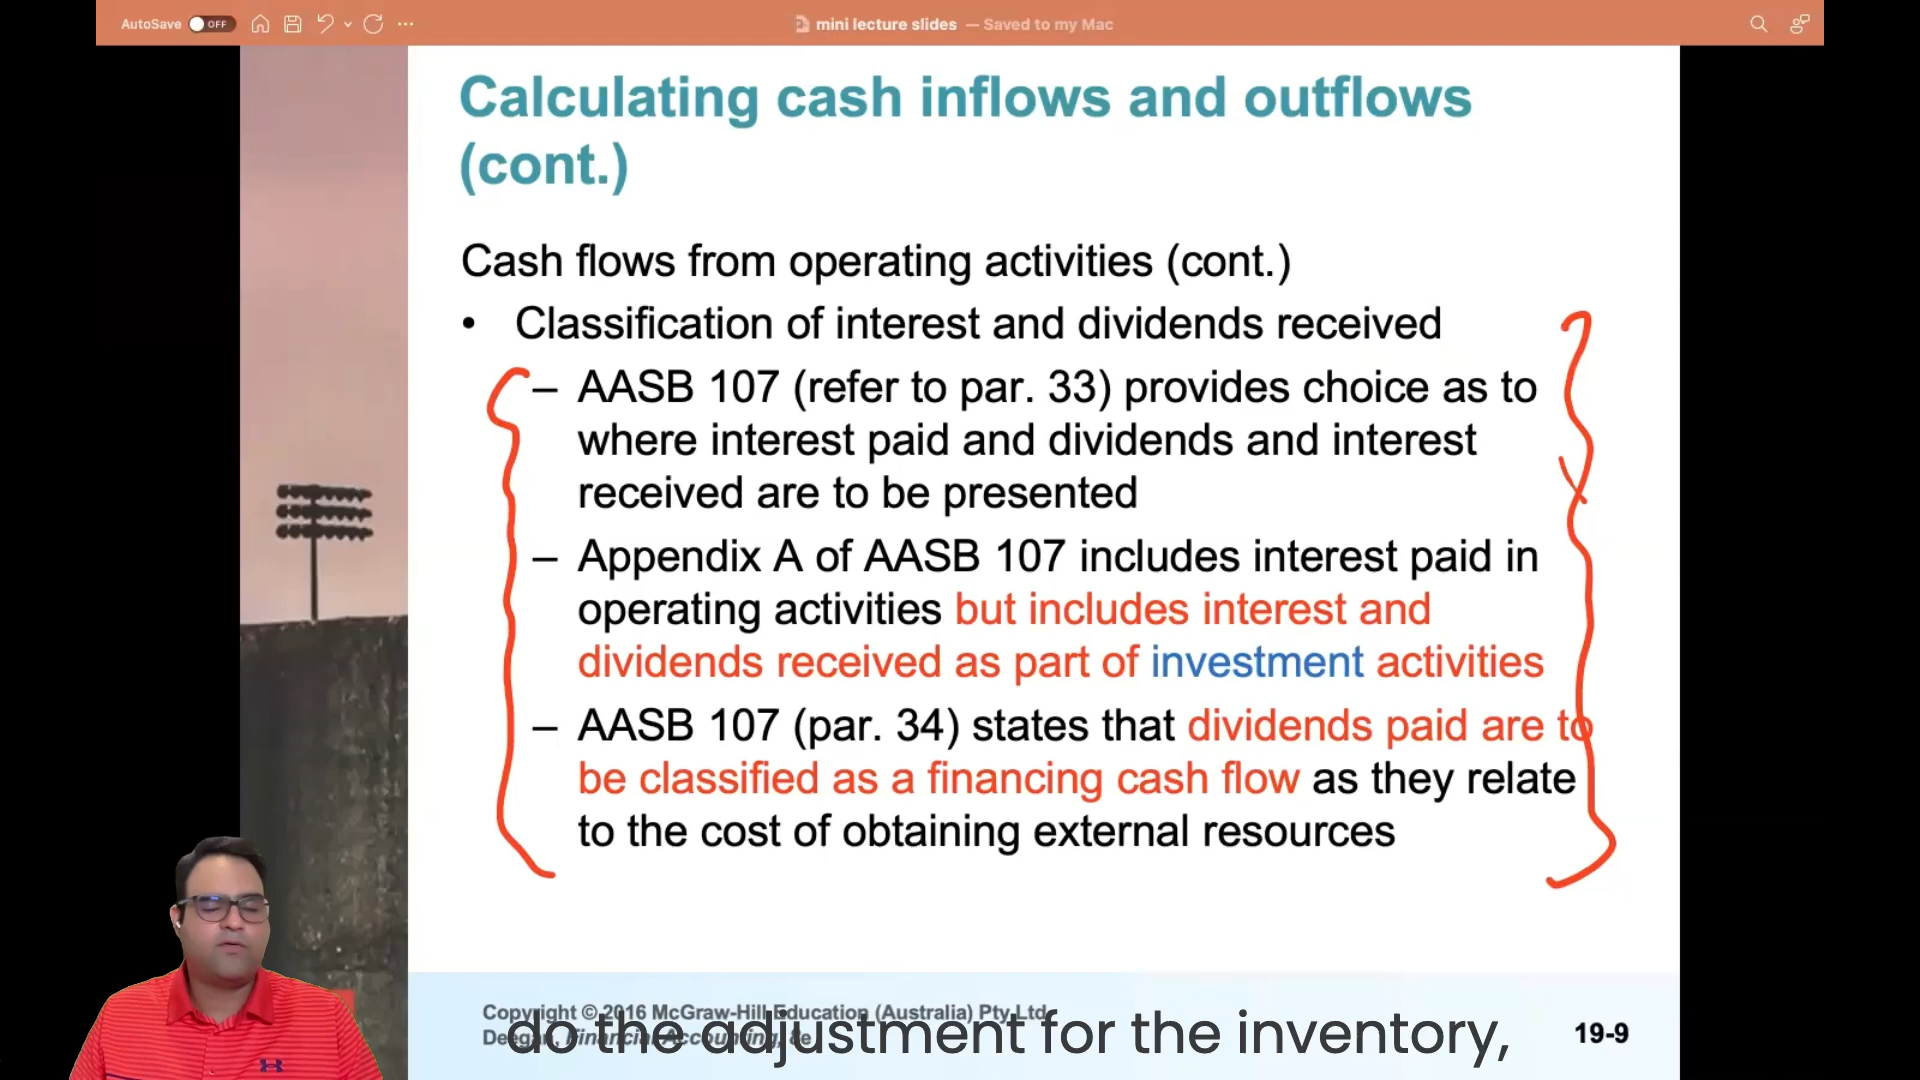 AutoSave OFF
mini lecture slides — Saved to my Mac
Calculating cash inflows and outflows
(cont.)
Cash flows from operating activities (cont.)
• Classification of interest and dividends received
– AASB 107 (refer to par. 33) provides choice as to
where interest paid and dividends and interest
received are to be presented
– Appendix A of AASB 107 includes interest paid in
operating activities but includes interest and
dividends received as part of investment activities
– AASB 107 (par. 34) states that dividends paid are to
be classified as a financing cash flow as they relate
to the cost of obtaining external resources
Copyright © 2016 McGraw-Hill Education (Australia) Pty Ltd
Deegan, Financial Accounting, 8e
do the adjustment for the inventory,
19-9